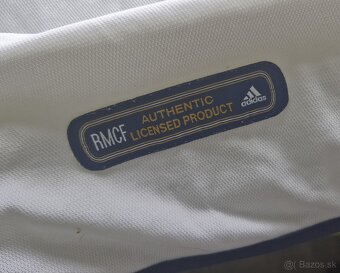 RMCF
AUTHENTIC
LICENSED PRODUCT
adidas
© Bazos.sk